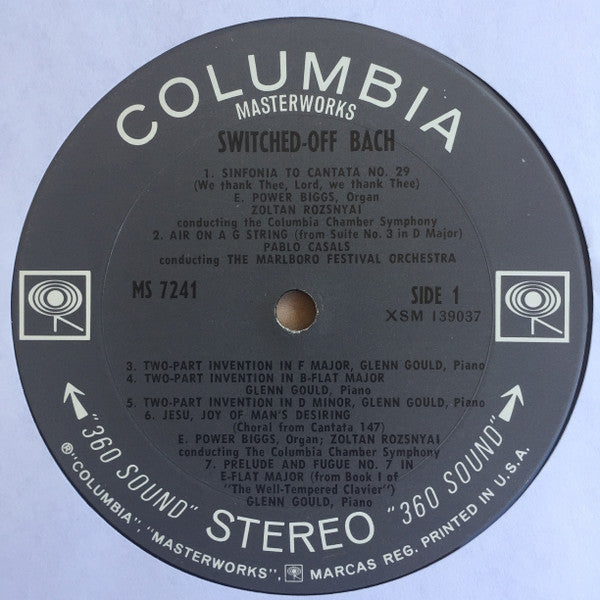 COLUMBIA
MASTERWORKS
SWITCHED-OFF BACH
1. SINFONIA TO CANTATA NO. 29
(We thank Thee, Lord, we thank Thee)
E. POWER BIGGS, Organ
ZOLTAN ROZSNYAI
conducting the Columbia Chamber Symphony
2. AIR ON A G STRING (from Suite No. 3 in D Major)
PABLO CASALS
conducting THE MARLBORO FESTIVAL ORCHESTRA
MS 7241
SIDE 1
XSM 139037
3. TWO-PART INVENTION IN F MAJOR, GLENN GOULD, Piano
4. TWO-PART INVENTION IN B-FLAT MAJOR
GLENN GOULD, Piano
5. TWO-PART INVENTION IN D MINOR, GLENN GOULD, Piano
6. JESU, JOY OF MAN'S DESIRING
(Choral from Cantata 147)
E. POWER BIGGS, Organ; ZOLTAN ROZSNYAI
conducting the Columbia Chamber Symphony
7. PRELUDE AND FUGUE NO. 7 IN
E-FLAT MAJOR (from Book I of
"The Well-Tempered Clavier")
GLENN GOULD, Piano
"360 SOUND" STEREO "360 SOUND"
®"COLUMBIA", "MASTERWORKS", MARCAS REG. PRINTED IN U.S.A.